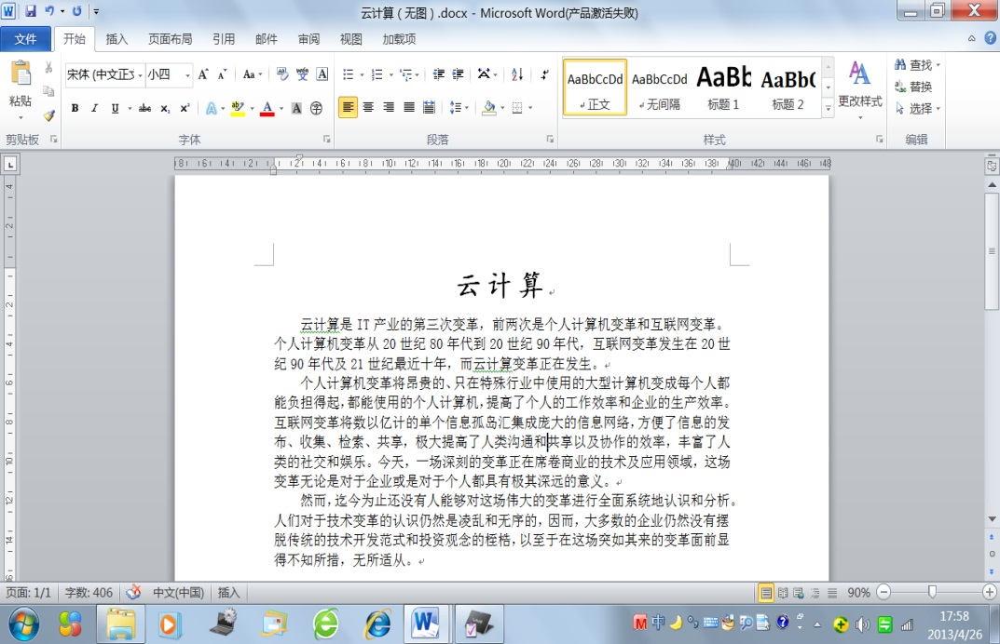 云计算（无图）.docx - Microsoft Word(产品激活失败)
文件 开始 插入 页面布局 引用 邮件 审阅 视图 加载项
宋体 (中文正文 小四 Aa AaBbCcDd AaBbCcDd AaBb AaBbC 查找
粘贴 替换
B I U abc 正文 无间隔 标题 1 标题 2 更改样式 选择
剪贴板 字体 段落 样式 编辑
云计算
云计算是 IT 产业的第三次变革，前两次是个人计算机变革和互联网变革。
个人计算机变革从 20 世纪 80 年代到 20 世纪 90 年代，互联网变革发生在 20 世
纪 90 年代及 21 世纪最近十年，而云计算变革正在发生。
个人计算机变革将昂贵的、只在特殊行业中使用的大型计算机变成每个人都
能负担得起，都能使用的个人计算机，提高了个人的工作效率和企业的生产效率。
互联网变革将数以亿计的单个信息孤岛汇集成庞大的信息网络，方便了信息的发
布、收集、检索、共享，极大提高了人类沟通和共享以及协作的效率，丰富了人
类的社交和娱乐。今天，一场深刻的变革正在席卷商业的技术及应用领域，这场
变革无论是对于企业或是对于个人都具有极其深远的意义。
然而，迄今为止还没有人能够对这场伟大的变革进行全面系统地认识和分析。
人们对于技术变革的认识仍然是凌乱和无序的，因而，大多数的企业仍然没有摆
脱传统的技术开发范式和投资观念的桎梏，以至于在这场突如其来的变革面前显
得不知所措，无所适从。
页面: 1/1 字数: 406 中文(中国) 插入 90%
17:58
2013/4/26